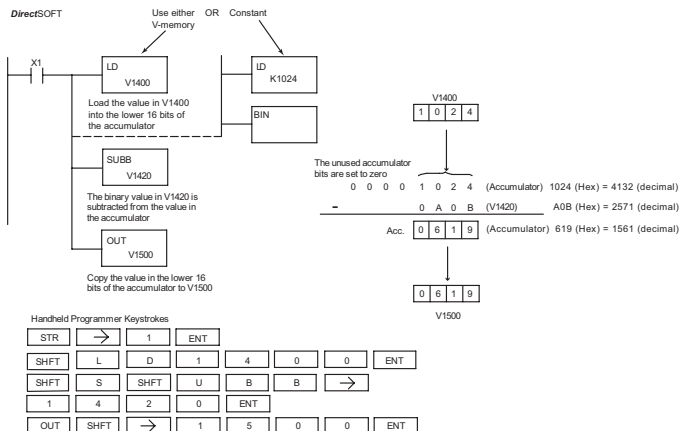 DirectSOFT
Use either OR Constant
V-memory
X1
LD
V1400
LD
K1024
Load the value in V1400
into the lower 16 bits of
the accumulator
BIN
SUBB
V1420
The binary value in V1420 is
subtracted from the value in
the accumulator
OUT
V1500
Copy the value in the lower 16
bits of the accumulator to V1500
V1400
1 0 2 4
The unused accumulator
bits are set to zero
0 0 0 0 1 0 2 4 (Accumulator) 1024 (Hex) = 4132 (decimal)
– 0 A 0 B (V1420) A0B (Hex) = 2571 (decimal)
Acc. 0 6 1 9 (Accumulator) 619 (Hex) = 1561 (decimal)
0 6 1 9
V1500
Handheld Programmer Keystrokes
STR → 1 ENT
SHFT L D 1 4 0 0 ENT
SHFT S SHFT U B B →
1 4 2 0 ENT
OUT SHFT → 1 5 0 0 ENT